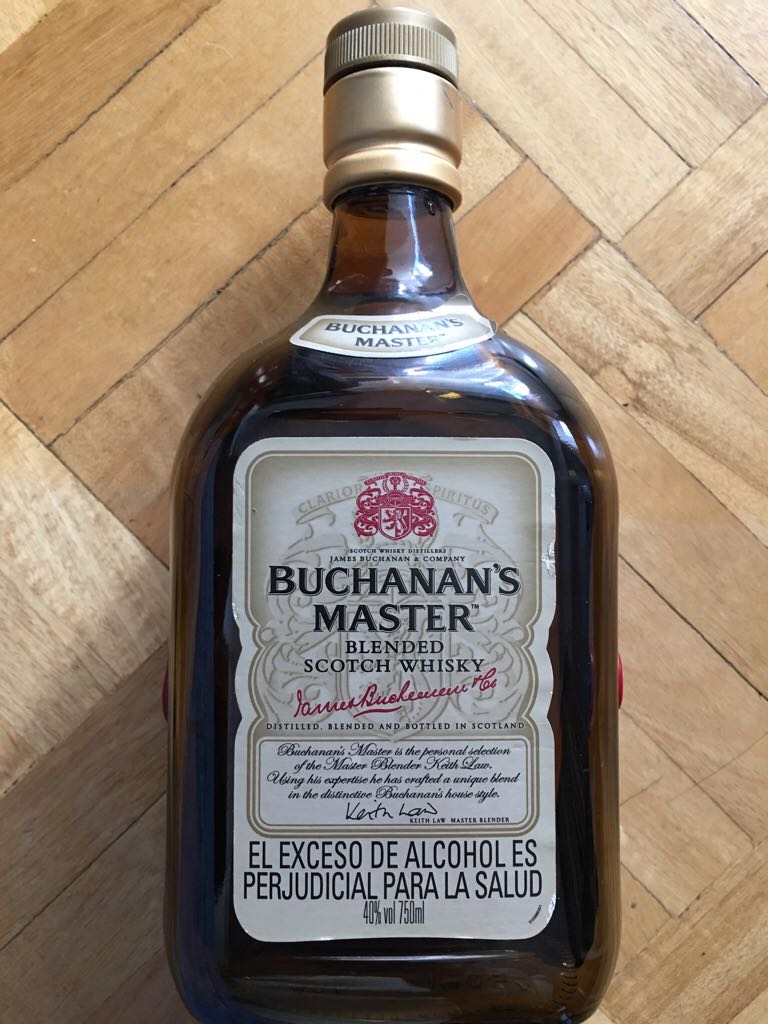 BUCHANAN'S
MASTER™
CLARIOR SPIRITUS
SCOTCH WHISKY DISTILLERS
JAMES BUCHANAN & COMPANY
BUCHANAN'S
MASTER™
BLENDED
SCOTCH WHISKY
James Buchanan & Co
DISTILLED, BLENDED AND BOTTLED IN SCOTLAND
Buchanan's Master is the personal selection
of the Master Blender Keith Law.
Using his expertise he has crafted a unique blend
in the distinctive Buchanan's house style.
Keith Law
KEITH LAW MASTER BLENDER
EL EXCESO DE ALCOHOL ES
PERJUDICIAL PARA LA SALUD
40% vol 750ml